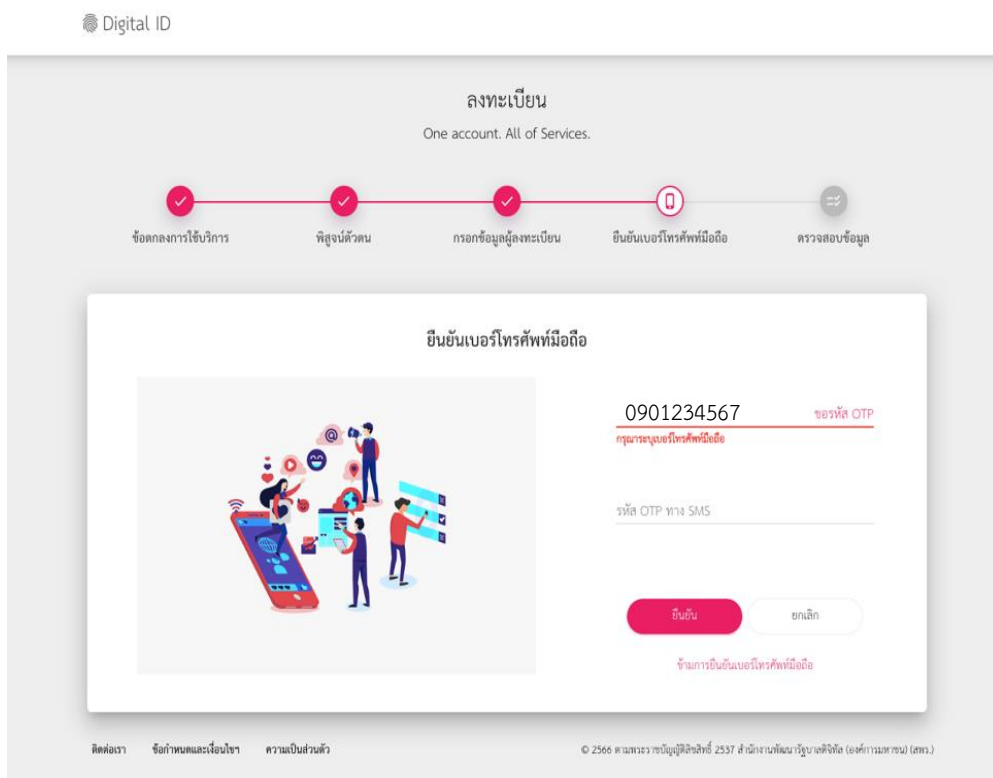 Digital ID
ลงทะเบียน
One account. All of Services.
ข้อตกลงการใช้บริการ
พิสูจน์ตัวตน
กรอกข้อมูลผู้ลงทะเบียน
ยืนยันเบอร์โทรศัพท์มือถือ
ตรวจสอบข้อมูล
ยืนยันเบอร์โทรศัพท์มือถือ
0901234567 ขอรหัส OTP
กรุณาระบุเบอร์โทรศัพท์มือถือ
รหัส OTP ทาง SMS
ยืนยัน ยกเลิก
ข้ามการยืนยันเบอร์โทรศัพท์มือถือ
ติดต่อเรา ข้อกำหนดและเงื่อนไขฯ ความเป็นส่วนตัว © 2566 ตามพระราชบัญญัติลิขสิทธิ์ 2537 สำนักงานพัฒนารัฐบาลดิจิทัล (องค์การมหาชน) (สพร.)